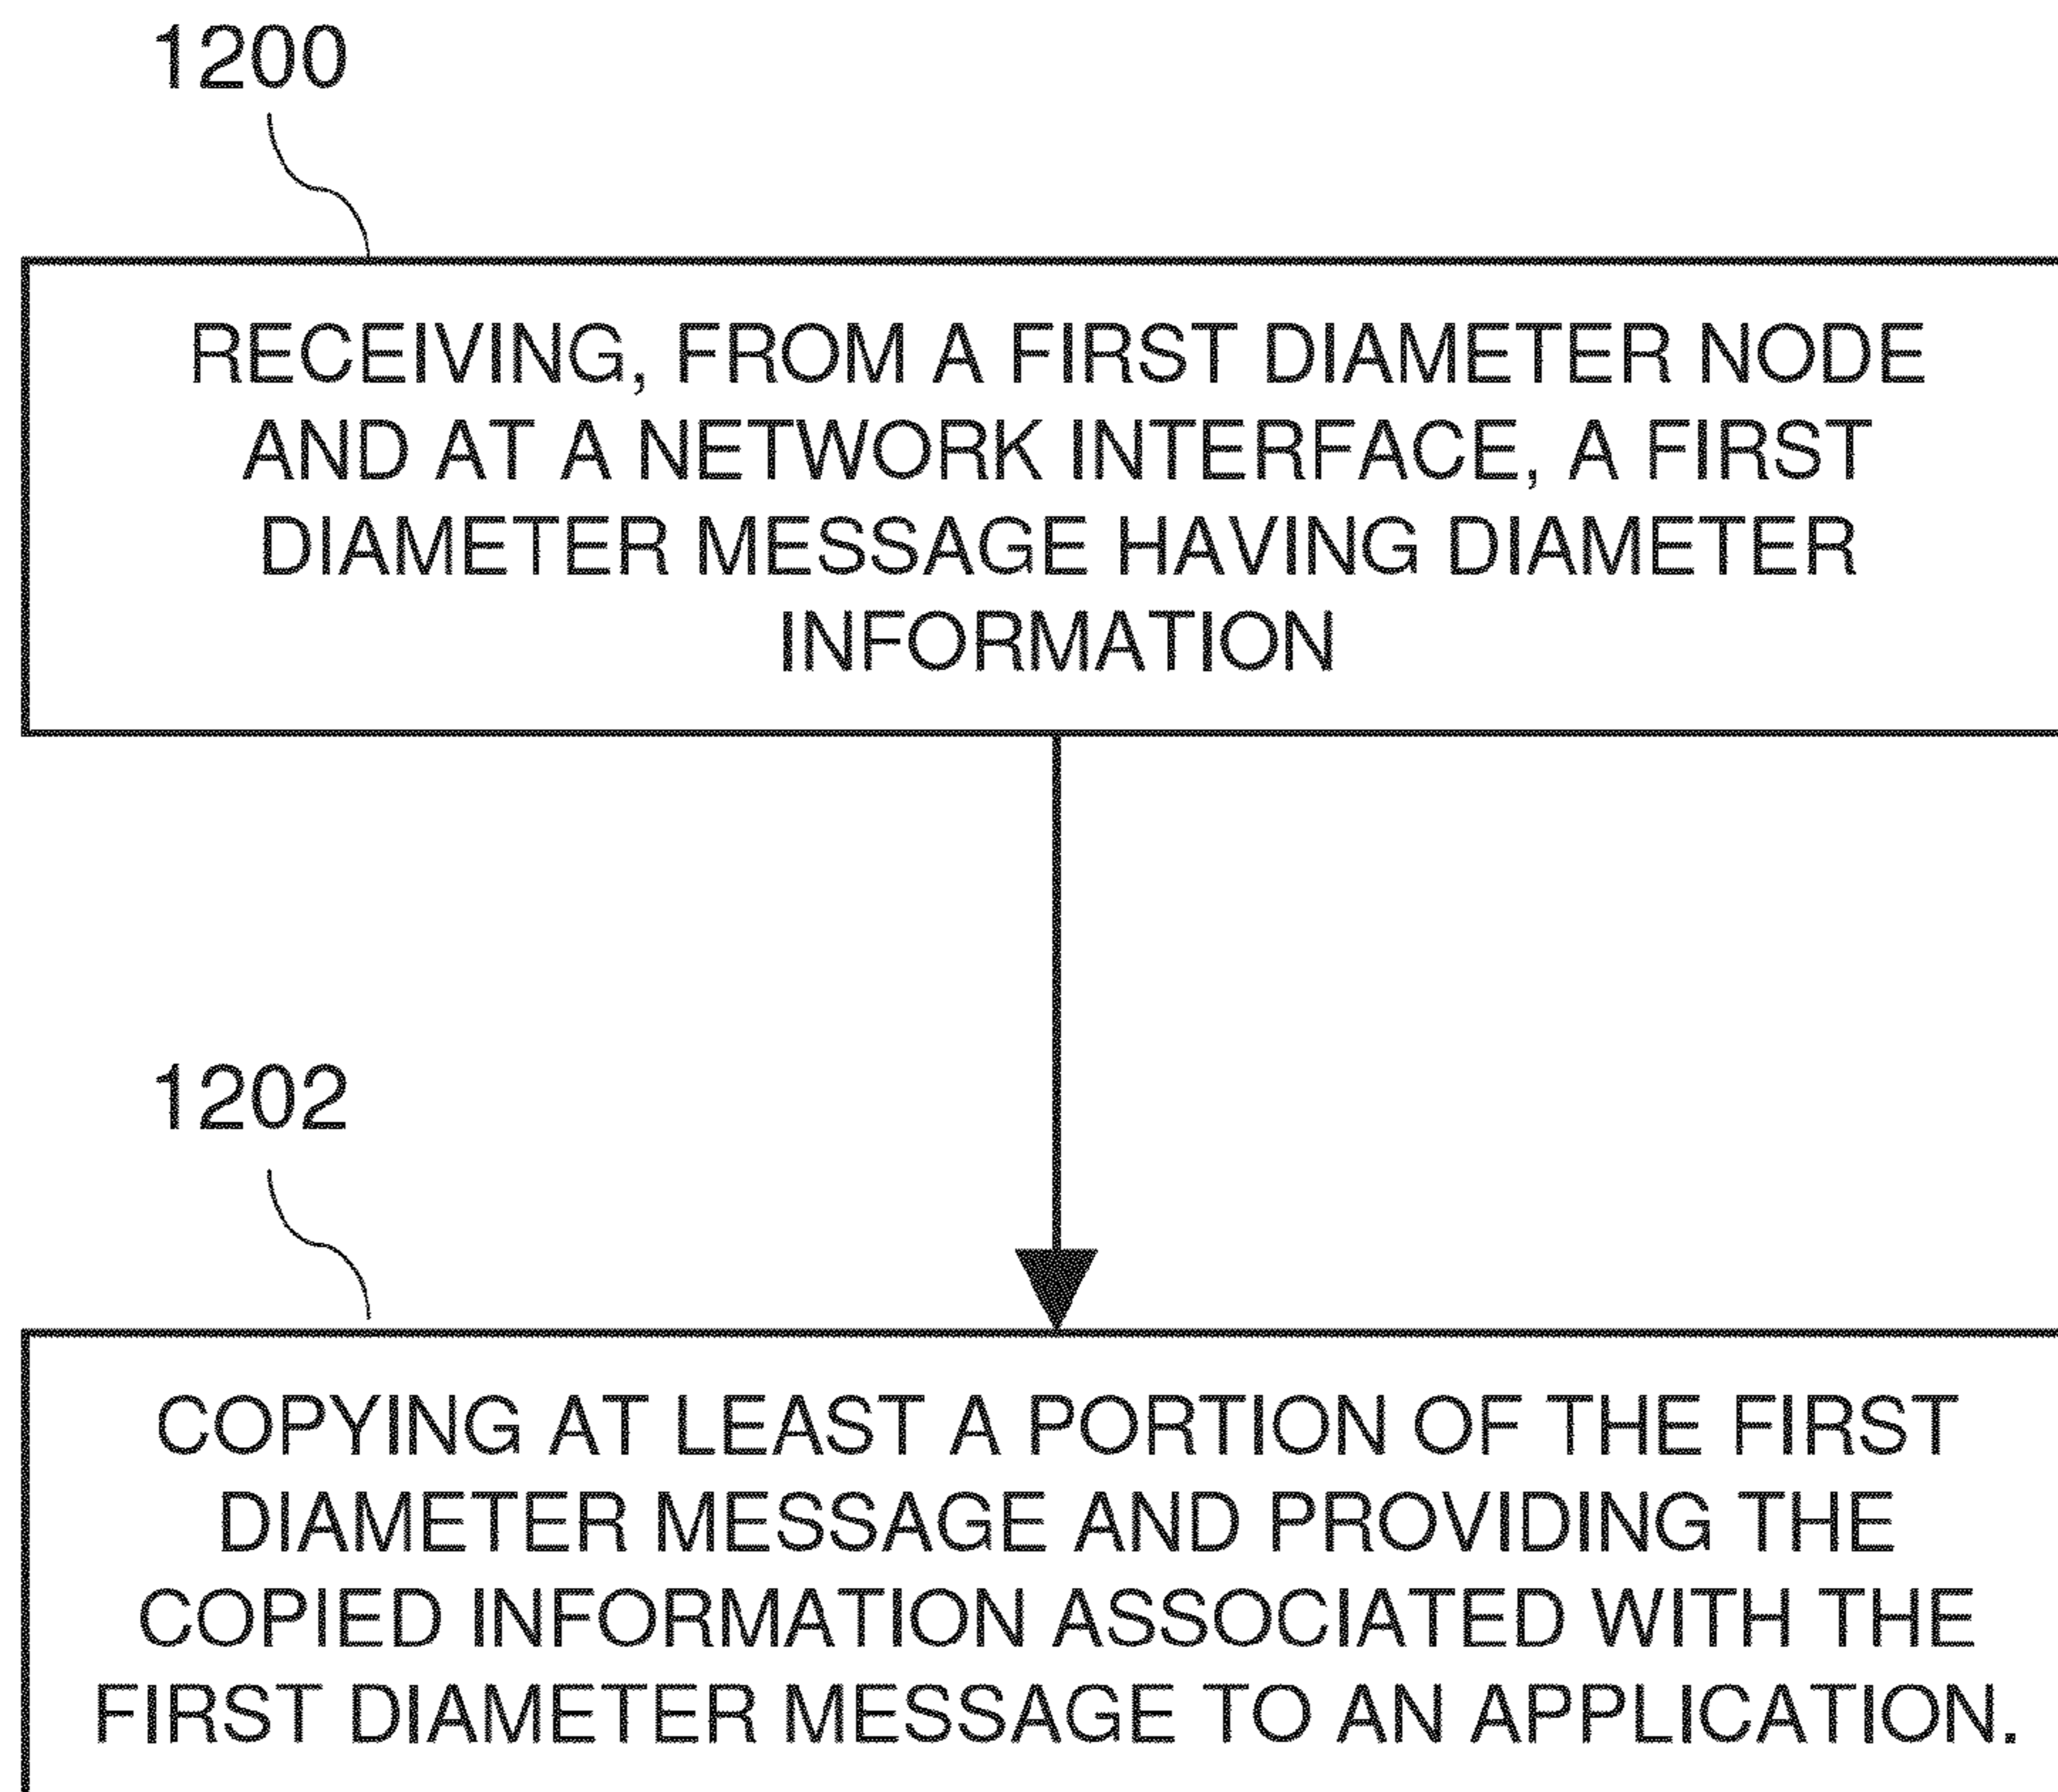 1200
RECEIVING, FROM A FIRST DIAMETER NODE
AND AT A NETWORK INTERFACE, A FIRST
DIAMETER MESSAGE HAVING DIAMETER
INFORMATION
1202
COPYING AT LEAST A PORTION OF THE FIRST
DIAMETER MESSAGE AND PROVIDING THE
COPIED INFORMATION ASSOCIATED WITH THE
FIRST DIAMETER MESSAGE TO AN APPLICATION.